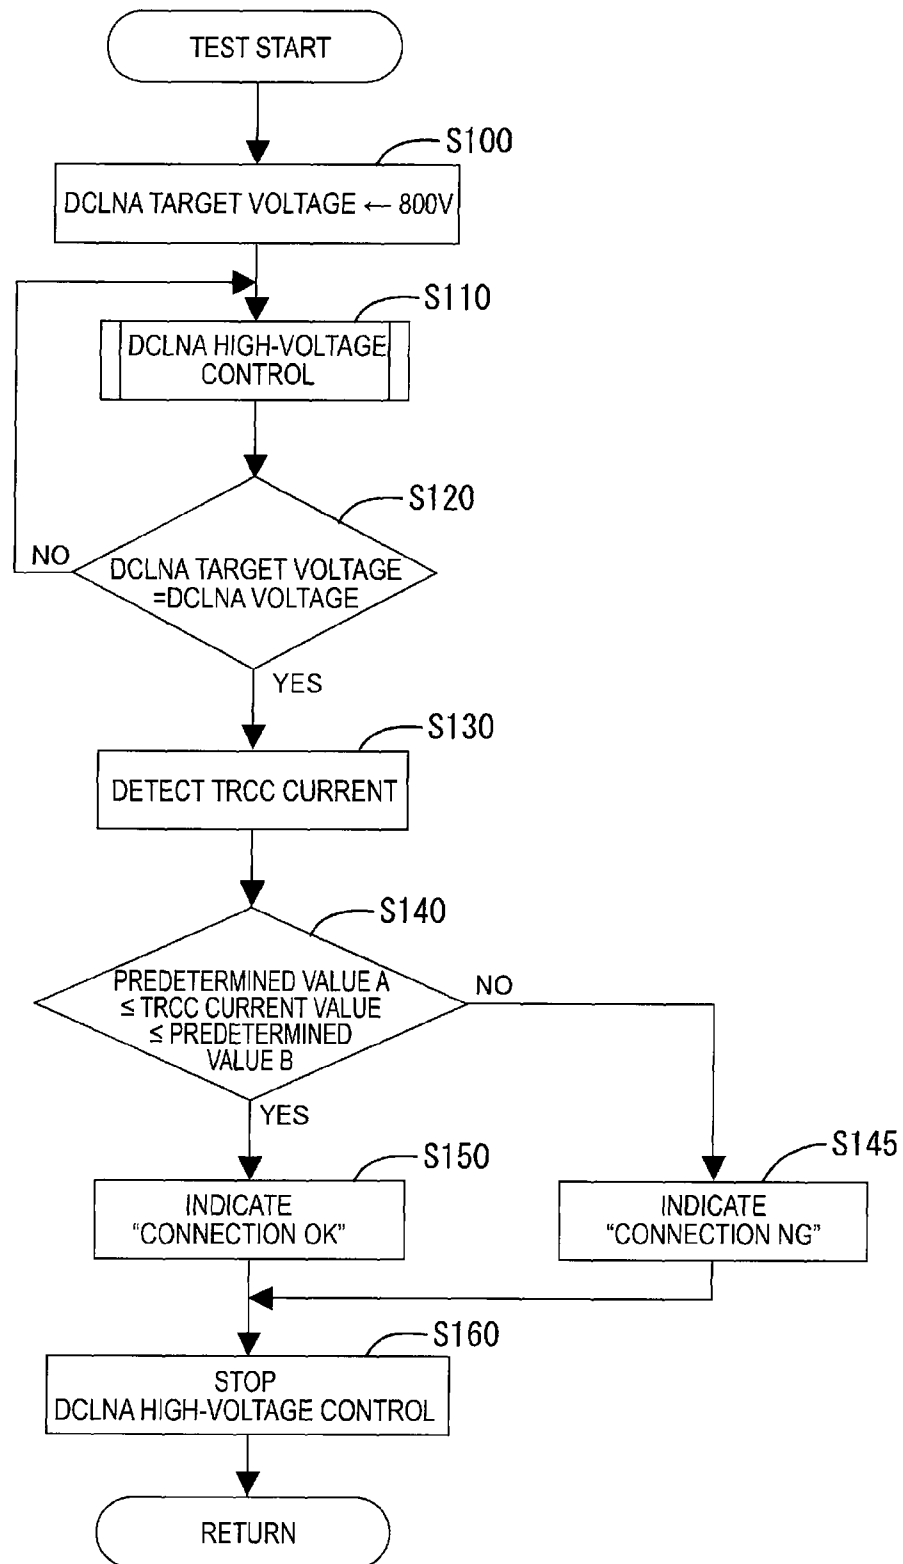 TEST START
S100
DCLNA TARGET VOLTAGE ← 800V
S110
DCLNA HIGH-VOLTAGE
CONTROL
S120
NO
DCLNA TARGET VOLTAGE
=DCLNA VOLTAGE
YES
S130
DETECT TRCC CURRENT
S140
PREDETERMINED VALUE A
≤ TRCC CURRENT VALUE
≤ PREDETERMINED
VALUE B
NO
YES
S150
INDICATE
“CONNECTION OK”
S145
INDICATE
“CONNECTION NG”
S160
STOP
DCLNA HIGH-VOLTAGE CONTROL
RETURN